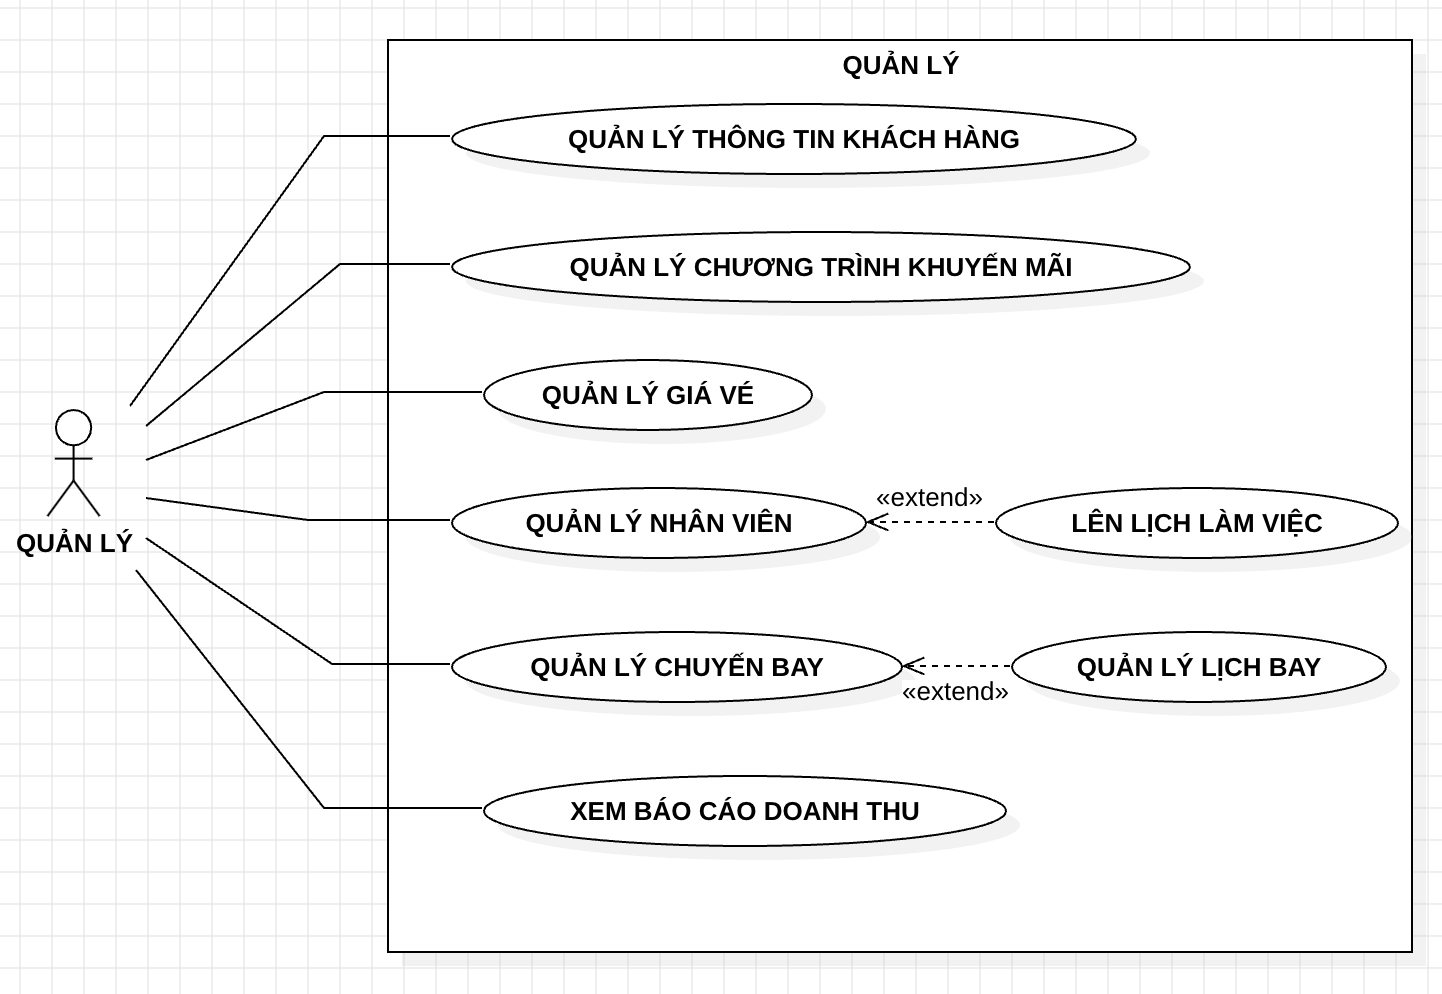 QUẢN LÝ
QUẢN LÝ THÔNG TIN KHÁCH HÀNG
QUẢN LÝ CHƯƠNG TRÌNH KHUYẾN MÃI
QUẢN LÝ GIÁ VÉ
QUẢN LÝ NHÂN VIÊN
«extend»
LÊN LỊCH LÀM VIỆC
QUẢN LÝ
QUẢN LÝ CHUYẾN BAY
«extend»
QUẢN LÝ LỊCH BAY
XEM BÁO CÁO DOANH THU